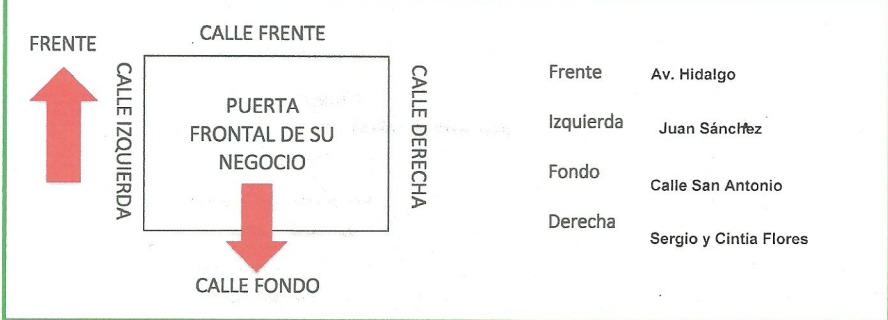 FRENTE
CALLE FRENTE
CALLE IZQUIERDA
PUERTA
FRONTAL DE SU
NEGOCIO
CALLE DERECHA
CALLE FONDO
Frente Av. Hidalgo
Izquierda Juan Sánchez
Fondo Calle San Antonio
Derecha Sergio y Cintia Flores